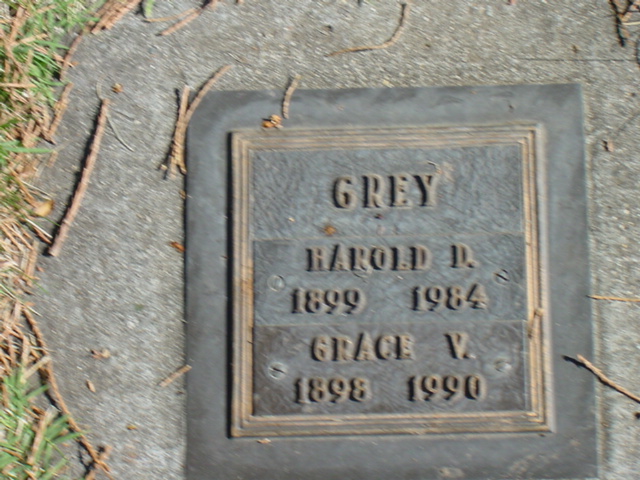 GREY
HAROLD D.
1899 1984
GRACE V.
1898 1990